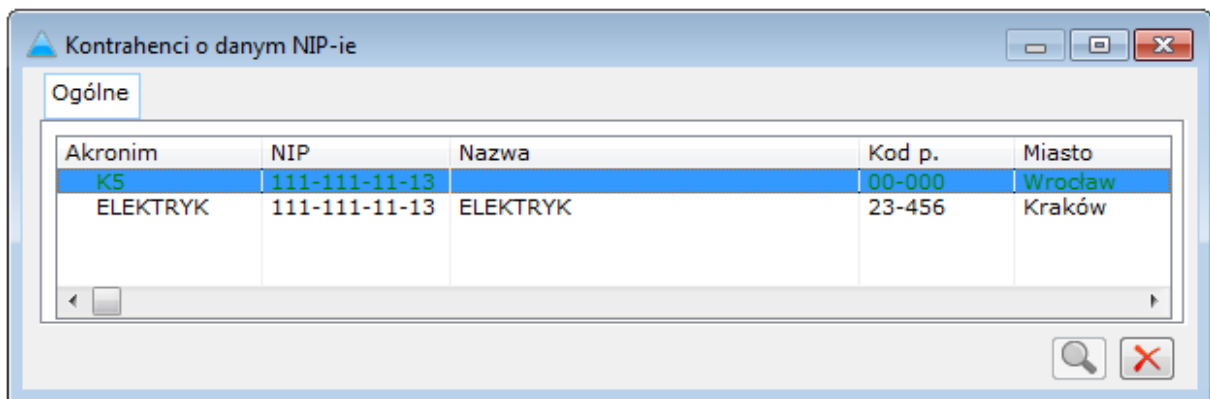 Kontrahenci o danym NIP-ie
Ogólne
Akronim NIP Nazwa Kod p. Miasto
K5 111-111-11-13 00-000 Wrocław
ELEKTRYK 111-111-11-13 ELEKTRYK 23-456 Kraków